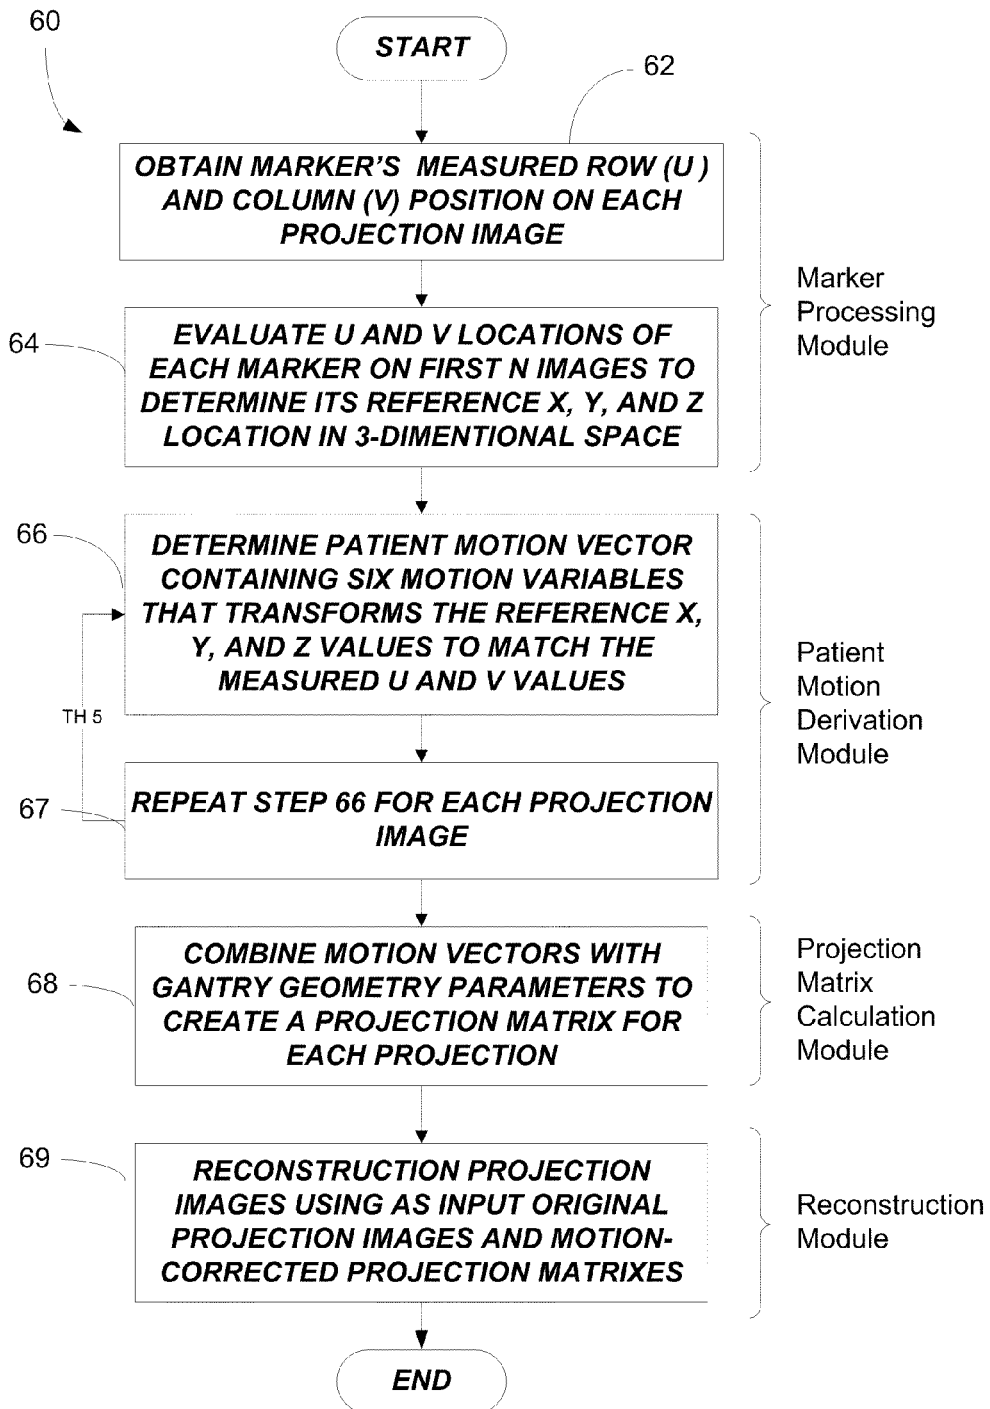 60
START
62
OBTAIN MARKER'S MEASURED ROW (U )
AND COLUMN (V) POSITION ON EACH
PROJECTION IMAGE
Marker
Processing
Module
64
EVALUATE U AND V LOCATIONS OF
EACH MARKER ON FIRST N IMAGES TO
DETERMINE ITS REFERENCE X, Y, AND Z
LOCATION IN 3-DIMENTIONAL SPACE
66
DETERMINE PATIENT MOTION VECTOR
CONTAINING SIX MOTION VARIABLES
THAT TRANSFORMS THE REFERENCE X,
Y, AND Z VALUES TO MATCH THE
MEASURED U AND V VALUES
Patient
Motion
Derivation
Module
TH 5
67
REPEAT STEP 66 FOR EACH PROJECTION
IMAGE
68
COMBINE MOTION VECTORS WITH
GANTRY GEOMETRY PARAMETERS TO
CREATE A PROJECTION MATRIX FOR
EACH PROJECTION
Projection
Matrix
Calculation
Module
69
RECONSTRUCTION PROJECTION
IMAGES USING AS INPUT ORIGINAL
PROJECTION IMAGES AND MOTION-
CORRECTED PROJECTION MATRIXES
Reconstruction
Module
END